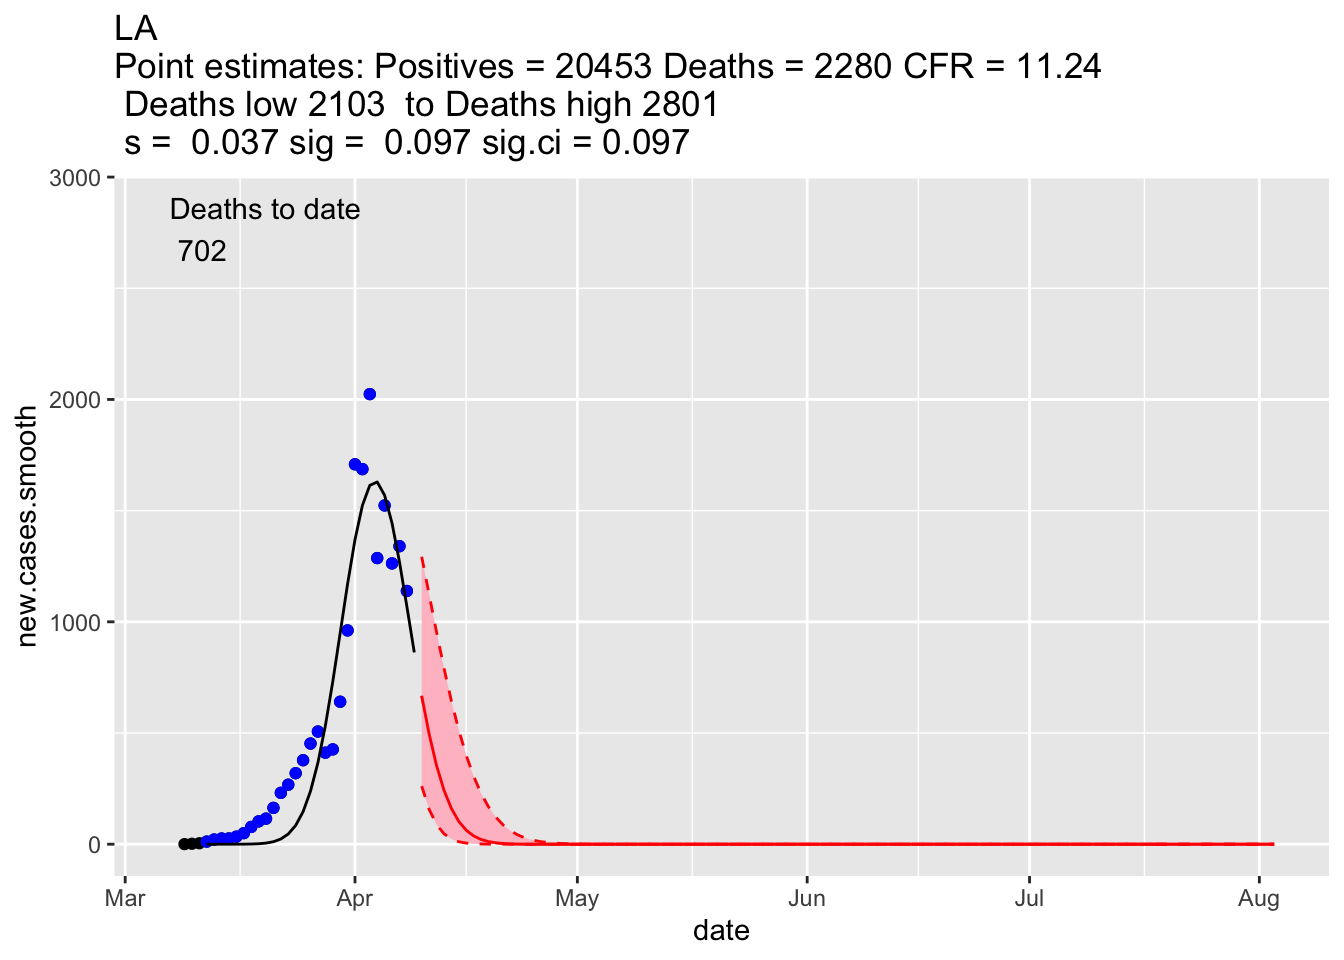 LA
Point estimates: Positives = 20453 Deaths = 2280 CFR = 11.24
Deaths low 2103  to Deaths high 2801
s =  0.037 sig =  0.097 sig.ci = 0.097
3000
Deaths to date
702
2000
1000
0
new.cases.smooth
Mar Apr May Jun Jul Aug
date